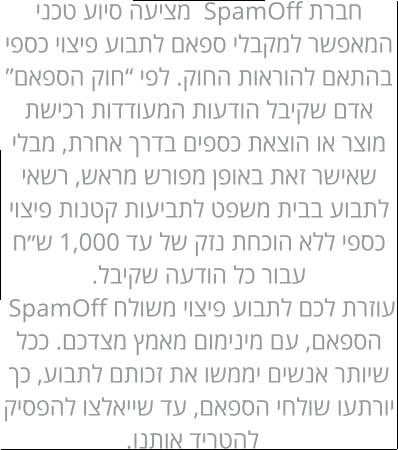 חברת SpamOff מציעה סיוע טכני
המאפשר למקבלי ספאם לתבוע פיצוי כספי
בהתאם להוראות החוק. לפי “חוק הספאם”
אדם שקיבל הודעות המעודדות רכישת
מוצר או הוצאת כספים בדרך אחרת, מבלי
שאישר זאת באופן מפורש מראש, רשאי
לתבוע בבית משפט לתביעות קטנות פיצוי
כספי ללא הוכחת נזק של עד 1,000 ש״ח
עבור כל הודעה שקיבל.
עוזרת לכם לתבוע פיצוי משולח SpamOff
הספאם, עם מינימום מאמץ מצדכם. ככל
שיותר אנשים יממשו את זכותם לתבוע, כך
יורתעו שולחי הספאם, עד שייאלצו להפסיק
להטריד אותנו.